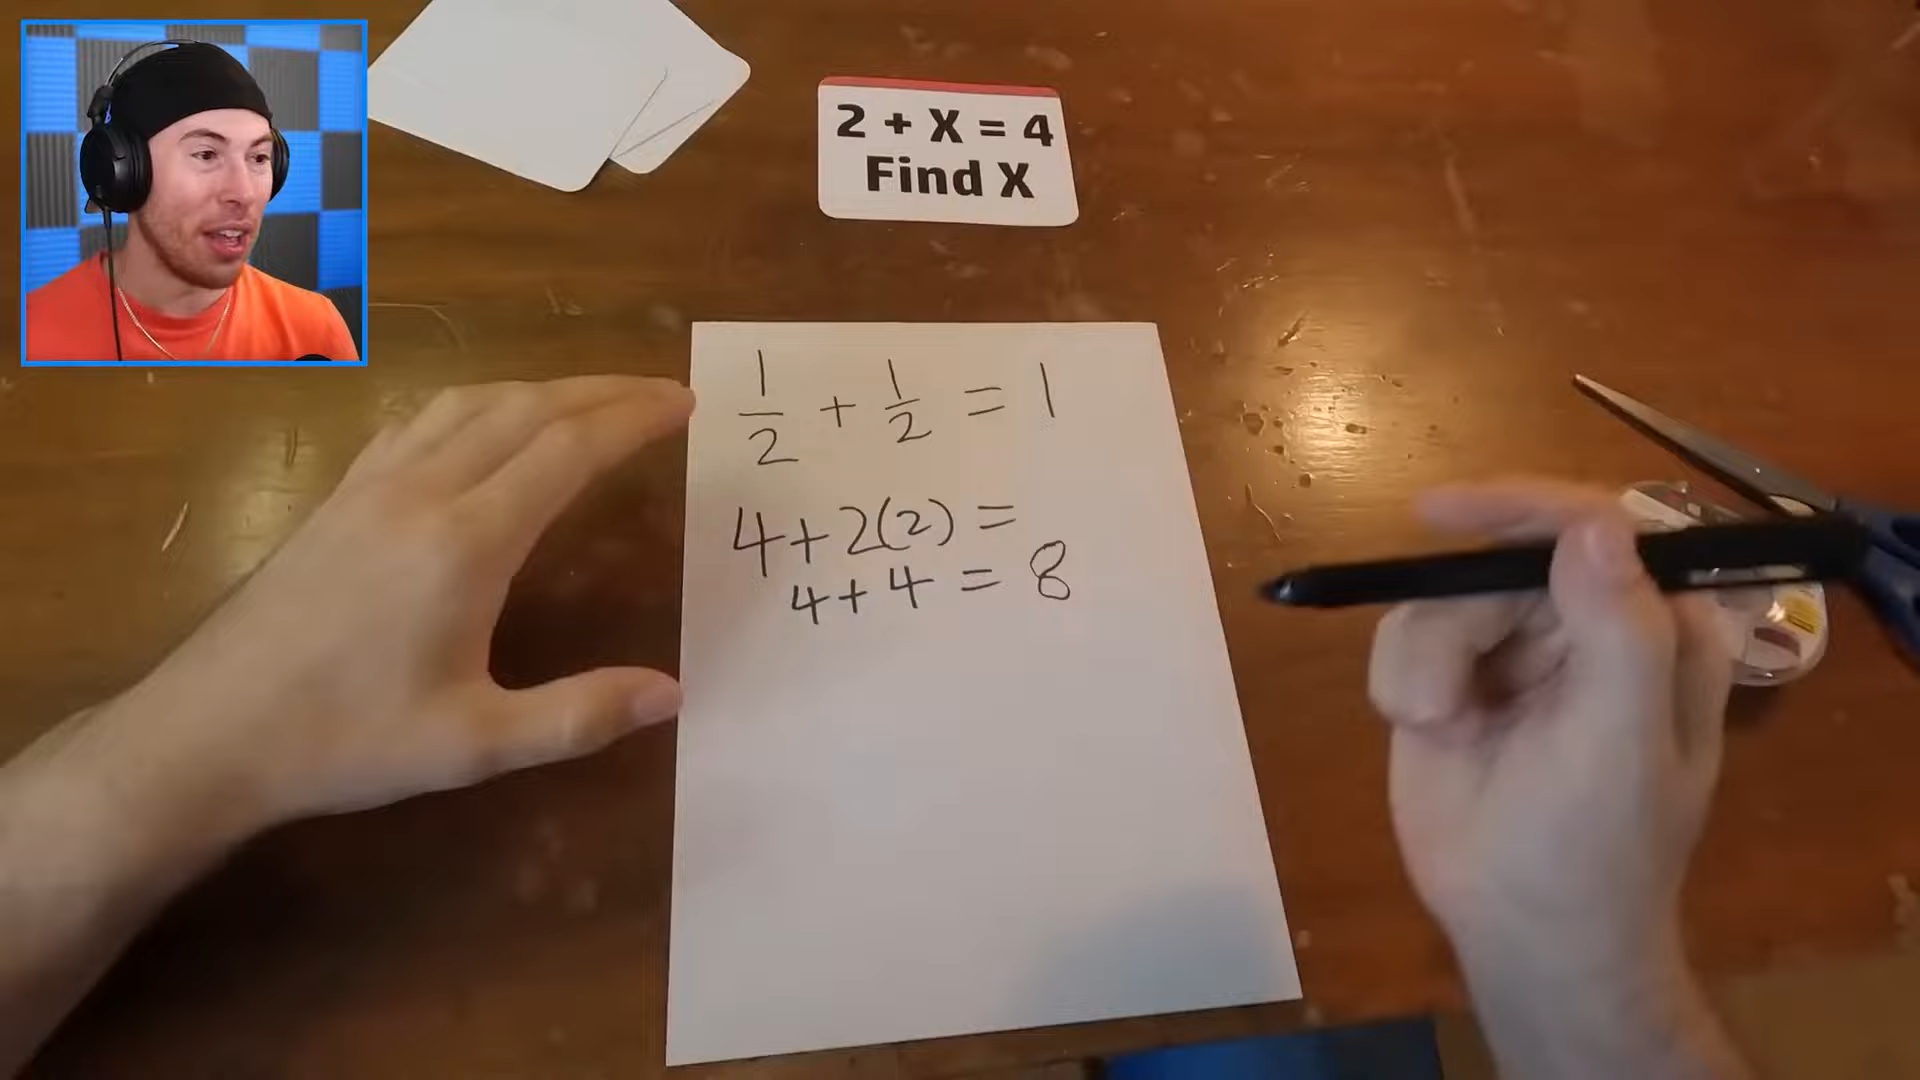 2 + X = 4
Find X
1/2 + 1/2 = 1
4+2(2) =
4+4 = 8